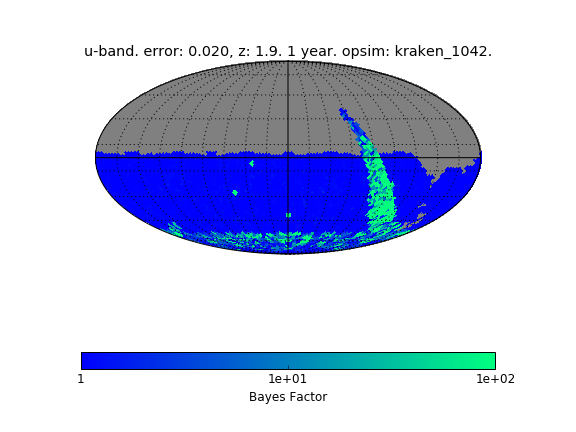 u-band. error: 0.020, z: 1.9. 1 year. opsim: kraken_1042.
1 1e+01 1e+02
Bayes Factor